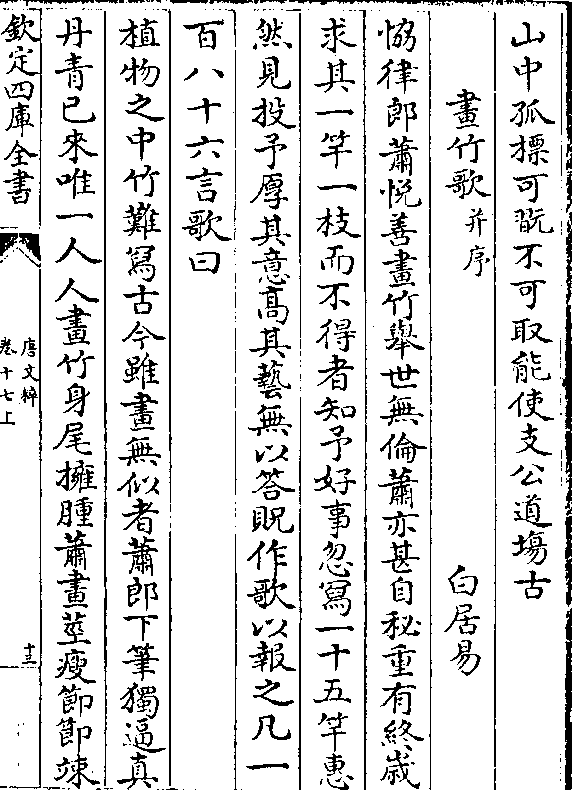 山中孤標可翫不可取能使支公道場古
畫竹歌并序 白居易
協律郎蕭悅善畫竹舉世無倫蕭亦甚自秘重有終歲
求其一竿一枝而不得者知予好事忽寫一十五竿惠
然見投予厚其意高其藝無以答貺作歌以報之凡一
百八十六言歌曰
植物之中竹難寫古今雖畫無似者蕭郎下筆獨逼真
丹青已來唯一人人畫竹身尾擁腫蕭畫莖瘦節節竦
欽定四庫全書
唐文粹
卷十七上
十三